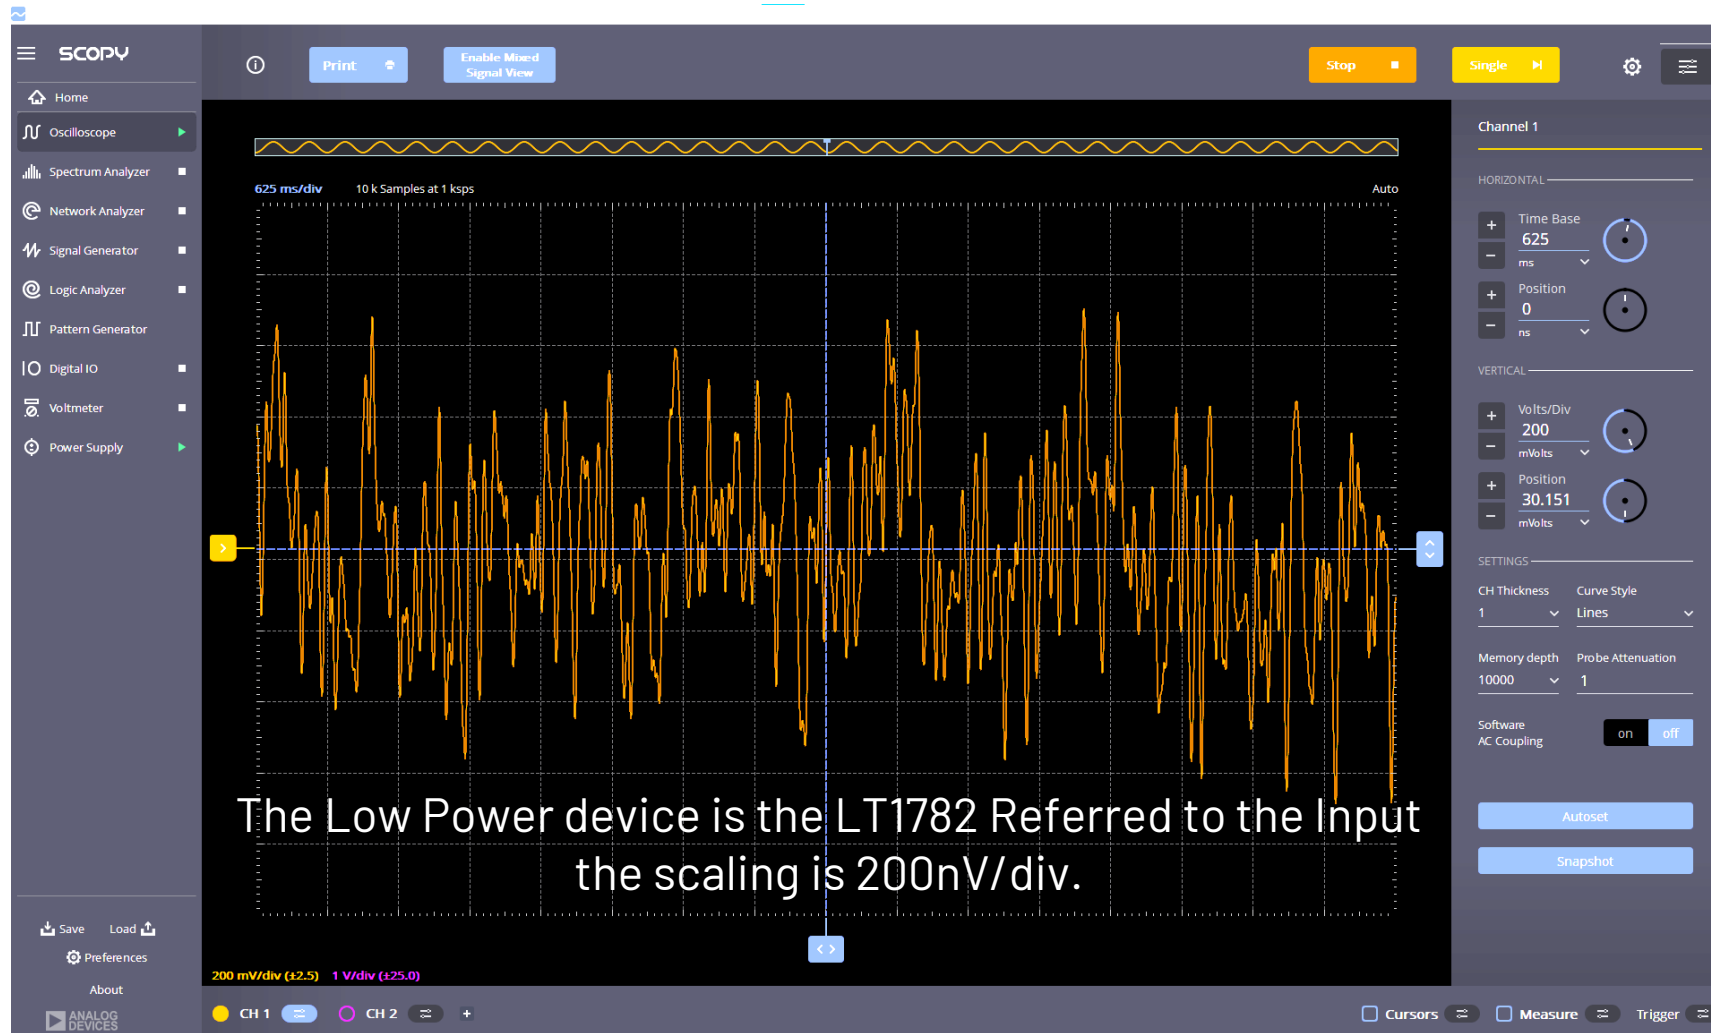 SCOPY
Print
Enable Mixed
Signal View
Stop
Single
Home
Oscilloscope
Spectrum Analyzer
Network Analyzer
Signal Generator
Logic Analyzer
Pattern Generator
Digital IO
Voltmeter
Power Supply
Save Load
Preferences
About
ANALOG
DEVICES
625 ms/div 10 k Samples at 1 ksps Auto
The Low Power device is the LT1782 Referred to the Input
the scaling is 200nV/div.
200 mV/div (±2.5) 1 V/div (±25.0)
CH 1 CH 2 +
Cursors Measure Trigger
Channel 1
HORIZONTAL
Time Base
+ 625
- ms
Position
+ 0
- ns
VERTICAL
Volts/Div
+ 200
- mVolts
Position
+ 30.151
- mVolts
SETTINGS
CH Thickness Curve Style
1 Lines
Memory depth Probe Attenuation
10000 1
Software
AC Coupling
on off
Autoset
Snapshot